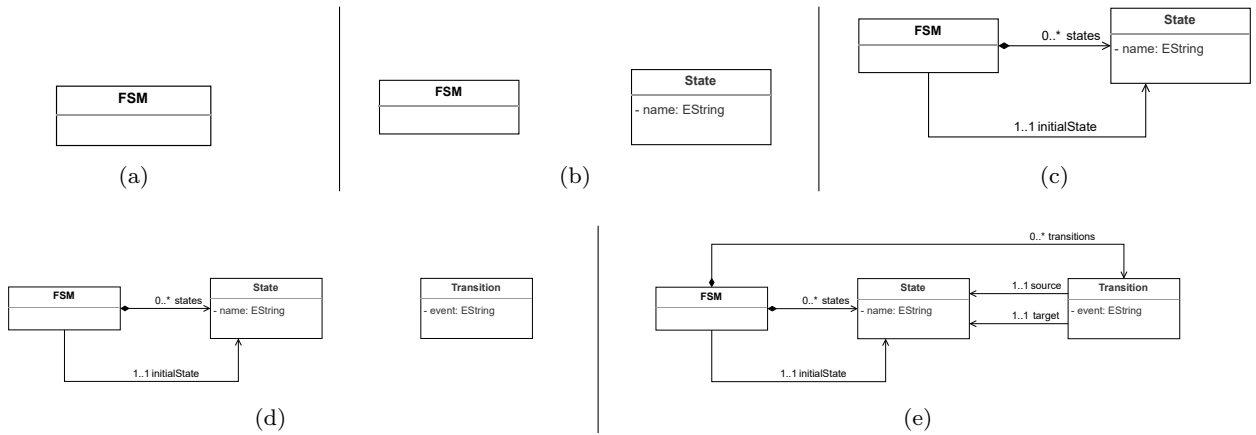 FSM
(a)
FSM
State
- name: EString
(b)
FSM
State
- name: EString
0..* states
1..1 initialState
(c)
FSM
State
- name: EString
Transition
- event: EString
0..* states
1..1 initialState
(d)
0..* transitions
FSM
State
- name: EString
Transition
- event: EString
0..* states
1..1 source
1..1 target
1..1 initialState
(e)